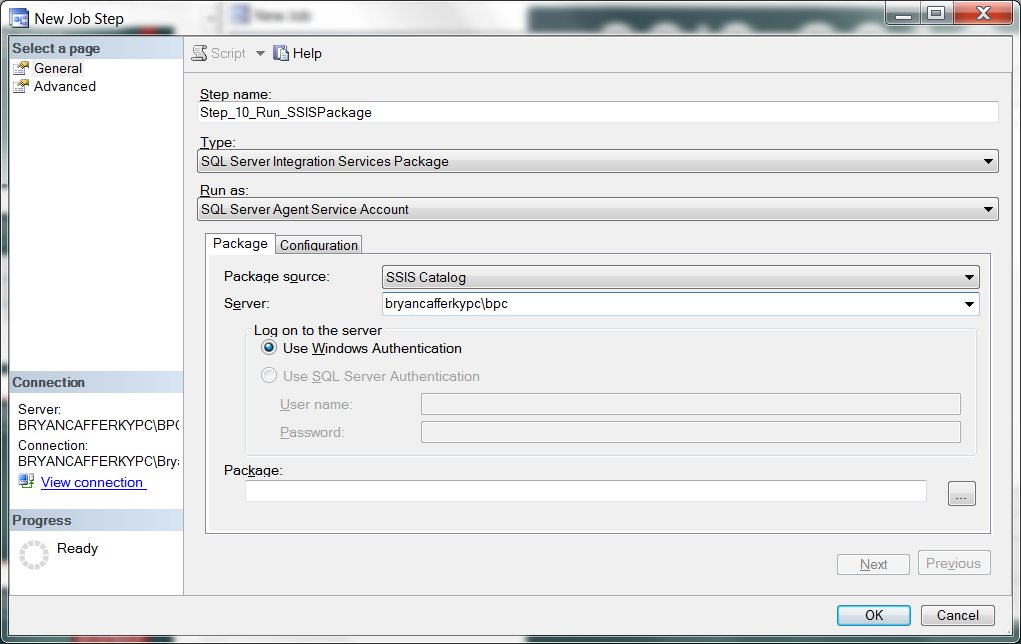 New Job Step
New Job
Select a page
General
Advanced
Script
Help
Step name:
Step_10_Run_SSISPackage
Type:
SQL Server Integration Services Package
Run as:
SQL Server Agent Service Account
Package
Configuration
Package source:
SSIS Catalog
Server:
bryancafferkypc\bpc
Log on to the server
Use Windows Authentication
Use SQL Server Authentication
User name:
Password:
Package:
...
Connection
Server:
BRYANCAFFERKYPC\BPC
Connection:
BRYANCAFFERKYPC\Brya
View connection
Progress
Ready
Next
Previous
OK
Cancel